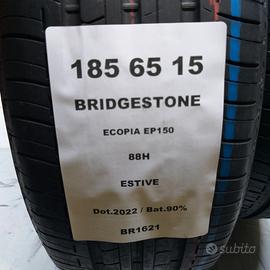 185 65 15
BRIDGESTONE
ECOPIA EP150
88H
ESTIVE
Dot.2022 / Bat.90%
BR1621
subito